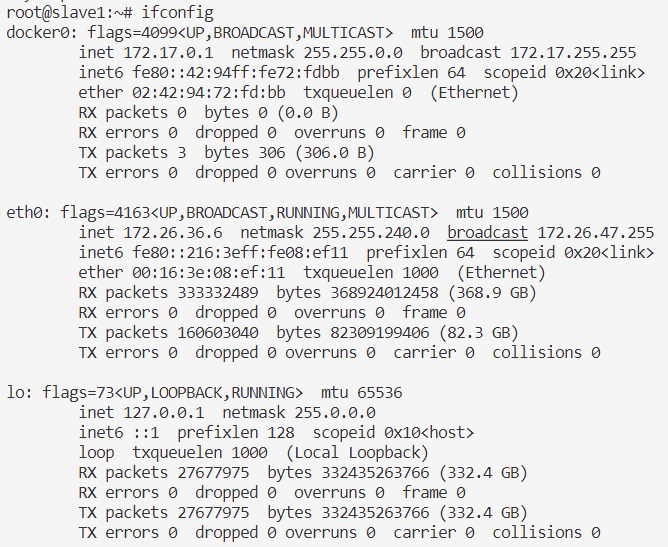 root@slave1:~# ifconfig
docker0: flags=4099<UP,BROADCAST,MULTICAST>  mtu 1500
        inet 172.17.0.1  netmask 255.255.0.0  broadcast 172.17.255.255
        inet6 fe80::42:94ff:fe72:fdbb  prefixlen 64  scopeid 0x20<link>
        ether 02:42:94:72:fd:bb  txqueuelen 0  (Ethernet)
        RX packets 0  bytes 0 (0.0 B)
        RX errors 0  dropped 0  overruns 0  frame 0
        TX packets 3  bytes 306 (306.0 B)
        TX errors 0  dropped 0 overruns 0  carrier 0  collisions 0

eth0: flags=4163<UP,BROADCAST,RUNNING,MULTICAST>  mtu 1500
        inet 172.26.36.6  netmask 255.255.240.0  broadcast 172.26.47.255
        inet6 fe80::216:3eff:fe08:ef11  prefixlen 64  scopeid 0x20<link>
        ether 00:16:3e:08:ef:11  txqueuelen 1000  (Ethernet)
        RX packets 333332489  bytes 368924012458 (368.9 GB)
        RX errors 0  dropped 0  overruns 0  frame 0
        TX packets 160603040  bytes 82309199406 (82.3 GB)
        TX errors 0  dropped 0 overruns 0  carrier 0  collisions 0

lo: flags=73<UP,LOOPBACK,RUNNING>  mtu 65536
        inet 127.0.0.1  netmask 255.0.0.0
        inet6 ::1  prefixlen 128  scopeid 0x10<host>
        loop  txqueuelen 1000  (Local Loopback)
        RX packets 27677975  bytes 332435263766 (332.4 GB)
        RX errors 0  dropped 0  overruns 0  frame 0
        TX packets 27677975  bytes 332435263766 (332.4 GB)
        TX errors 0  dropped 0 overruns 0  carrier 0  collisions 0